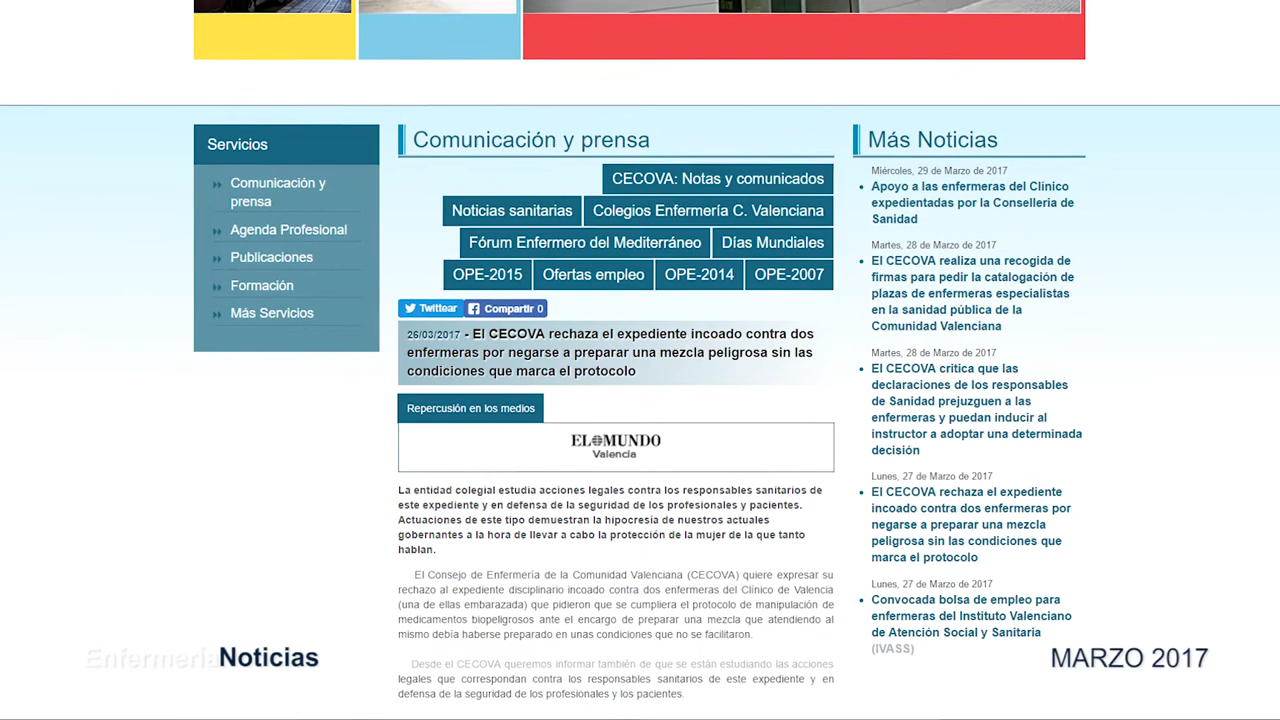 Servicios
Comunicación y
prensa
Agenda Profesional
Publicaciones
Formación
Más Servicios
Comunicación y prensa
CECOVA: Notas y comunicados
Noticias sanitarias
Colegios Enfermería C. Valenciana
Fórum Enfermero del Mediterráneo
Días Mundiales
OPE-2015
Ofertas empleo
OPE-2014
OPE-2007
Twittear
Compartir 0
26/03/2017 - El CECOVA rechaza el expediente incoado contra dos
enfermeras por negarse a preparar una mezcla peligrosa sin las
condiciones que marca el protocolo
Repercusión en los medios
EL MUNDO
Valencia
La entidad colegial estudia acciones legales contra los responsables sanitarios de
este expediente y en defensa de la seguridad de los profesionales y pacientes.
Actuaciones de este tipo demuestran la hipocresía de nuestros actuales
gobernantes a la hora de llevar a cabo la protección de la mujer de la que tanto
hablan.
El Consejo de Enfermería de la Comunidad Valenciana (CECOVA) quiere expresar su
rechazo al expediente disciplinario incoado contra dos enfermeras del Clínico de Valencia
(una de ellas embarazada) que pidieron que se cumpliera el protocolo de manipulación de
medicamentos biopeligrosos ante el encargo de preparar una mezcla que atendiendo al
mismo debía haberse preparado en unas condiciones que no se facilitaron.
Desde el CECOVA queremos informar también de que se están estudiando las acciones
legales que correspondan contra los responsables sanitarios de este expediente y en
defensa de la seguridad de los profesionales y los pacientes.
Más Noticias
Miércoles, 29 de Marzo de 2017
Apoyo a las enfermeras del Clinico
expedientadas por la Conselleria de
Sanidad
Martes, 28 de Marzo de 2017
El CECOVA realiza una recogida de
firmas para pedir la catalogación de
plazas de enfermeras especialistas
en la sanidad pública de la
Comunidad Valenciana
Martes, 28 de Marzo de 2017
El CECOVA critica que las
declaraciones de los responsables
de Sanidad prejuzguen a las
enfermeras y puedan inducir al
instructor a adoptar una determinada
decisión
Lunes, 27 de Marzo de 2017
El CECOVA rechaza el expediente
incoado contra dos enfermeras por
negarse a preparar una mezcla
peligrosa sin las condiciones que
marca el protocolo
Lunes, 27 de Marzo de 2017
Convocada bolsa de empleo para
enfermeras del Instituto Valenciano
de Atención Social y Sanitaria
(IVASS)
EnfermeriaNoticias
MARZO 2017